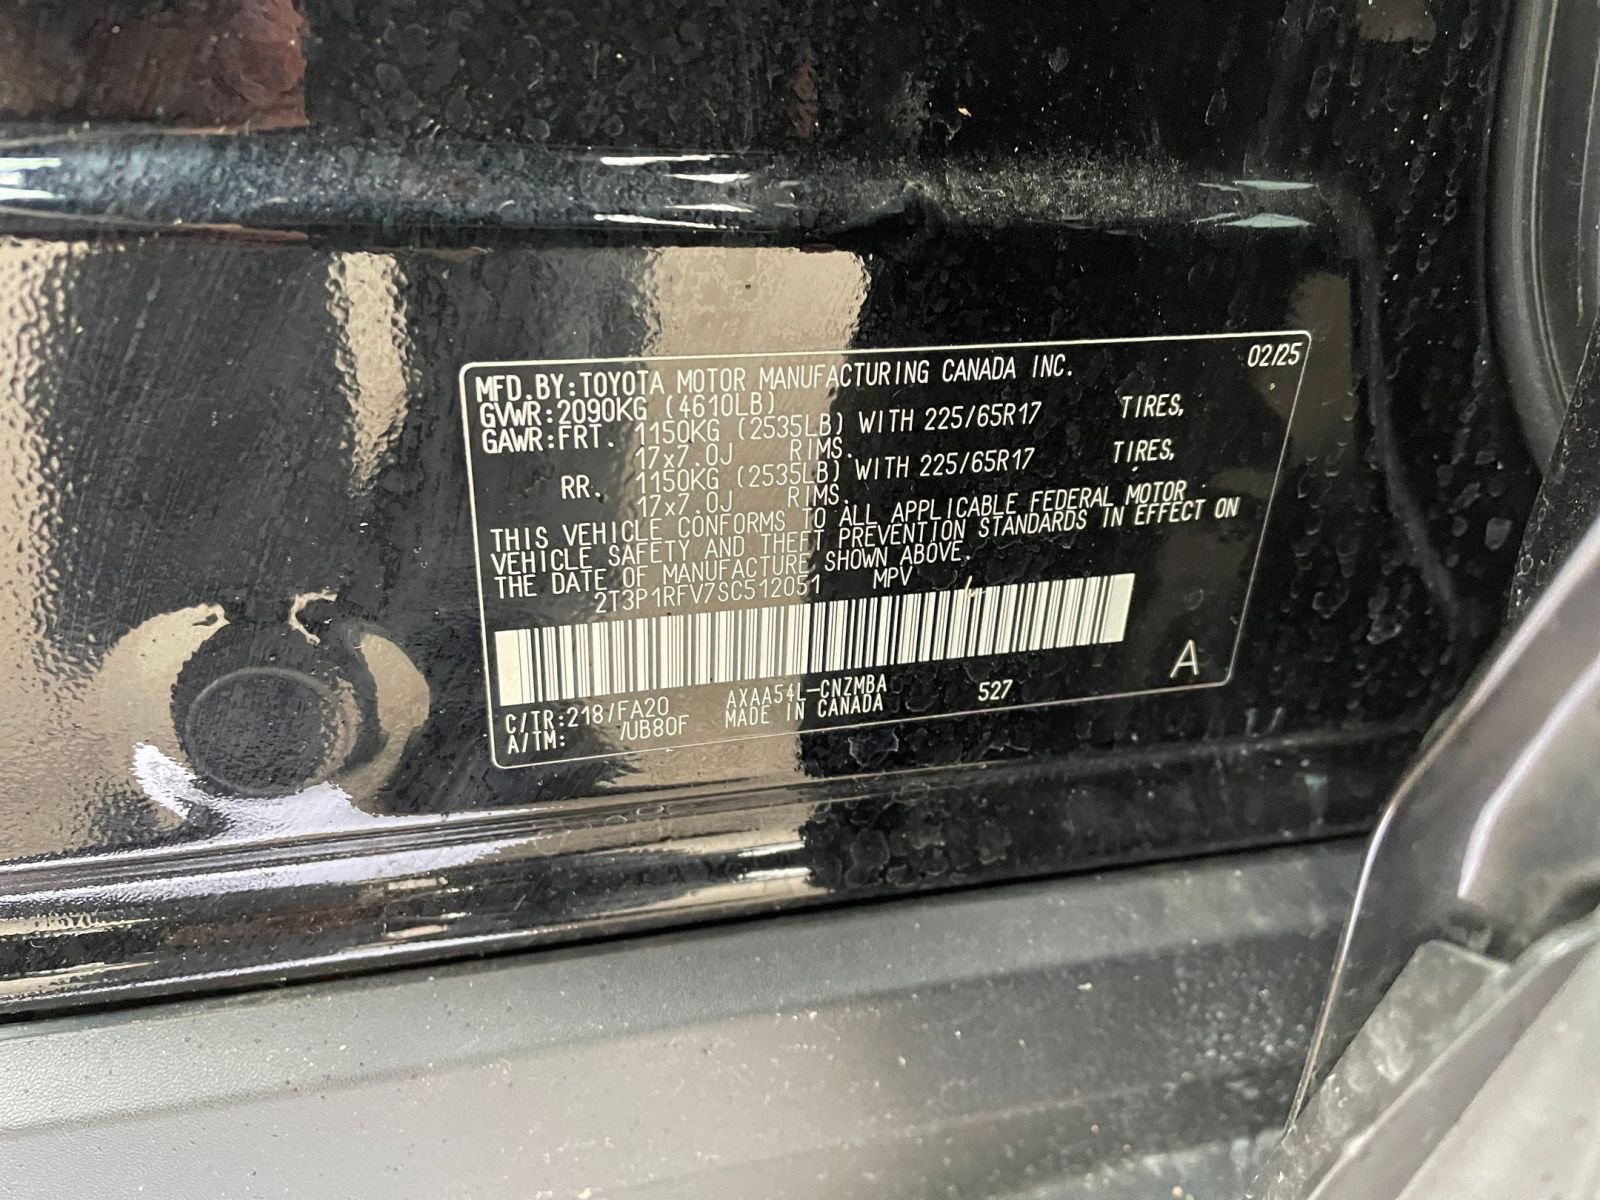 02/25
MFD.BY:TOYOTA MOTOR MANUFACTURING CANADA INC.
GVWR:2090KG (4610LB)
GAWR:FRT. 1150KG (2535LB) WITH 225/65R17 TIRES,
17x7.0J RIMS.
RR. 1150KG (2535LB) WITH 225/65R17 TIRES,
17x7.0J RIMS.
THIS VEHICLE CONFORMS TO ALL APPLICABLE FEDERAL MOTOR
VEHICLE SAFETY AND THEFT PREVENTION STANDARDS IN EFFECT ON
THE DATE OF MANUFACTURE SHOWN ABOVE.
2T3P1RFV7SC512051 MPV
A
C/TR:218/FA20 AXAA54L-CNZMBA 527
A/TM: /UB80F MADE IN CANADA